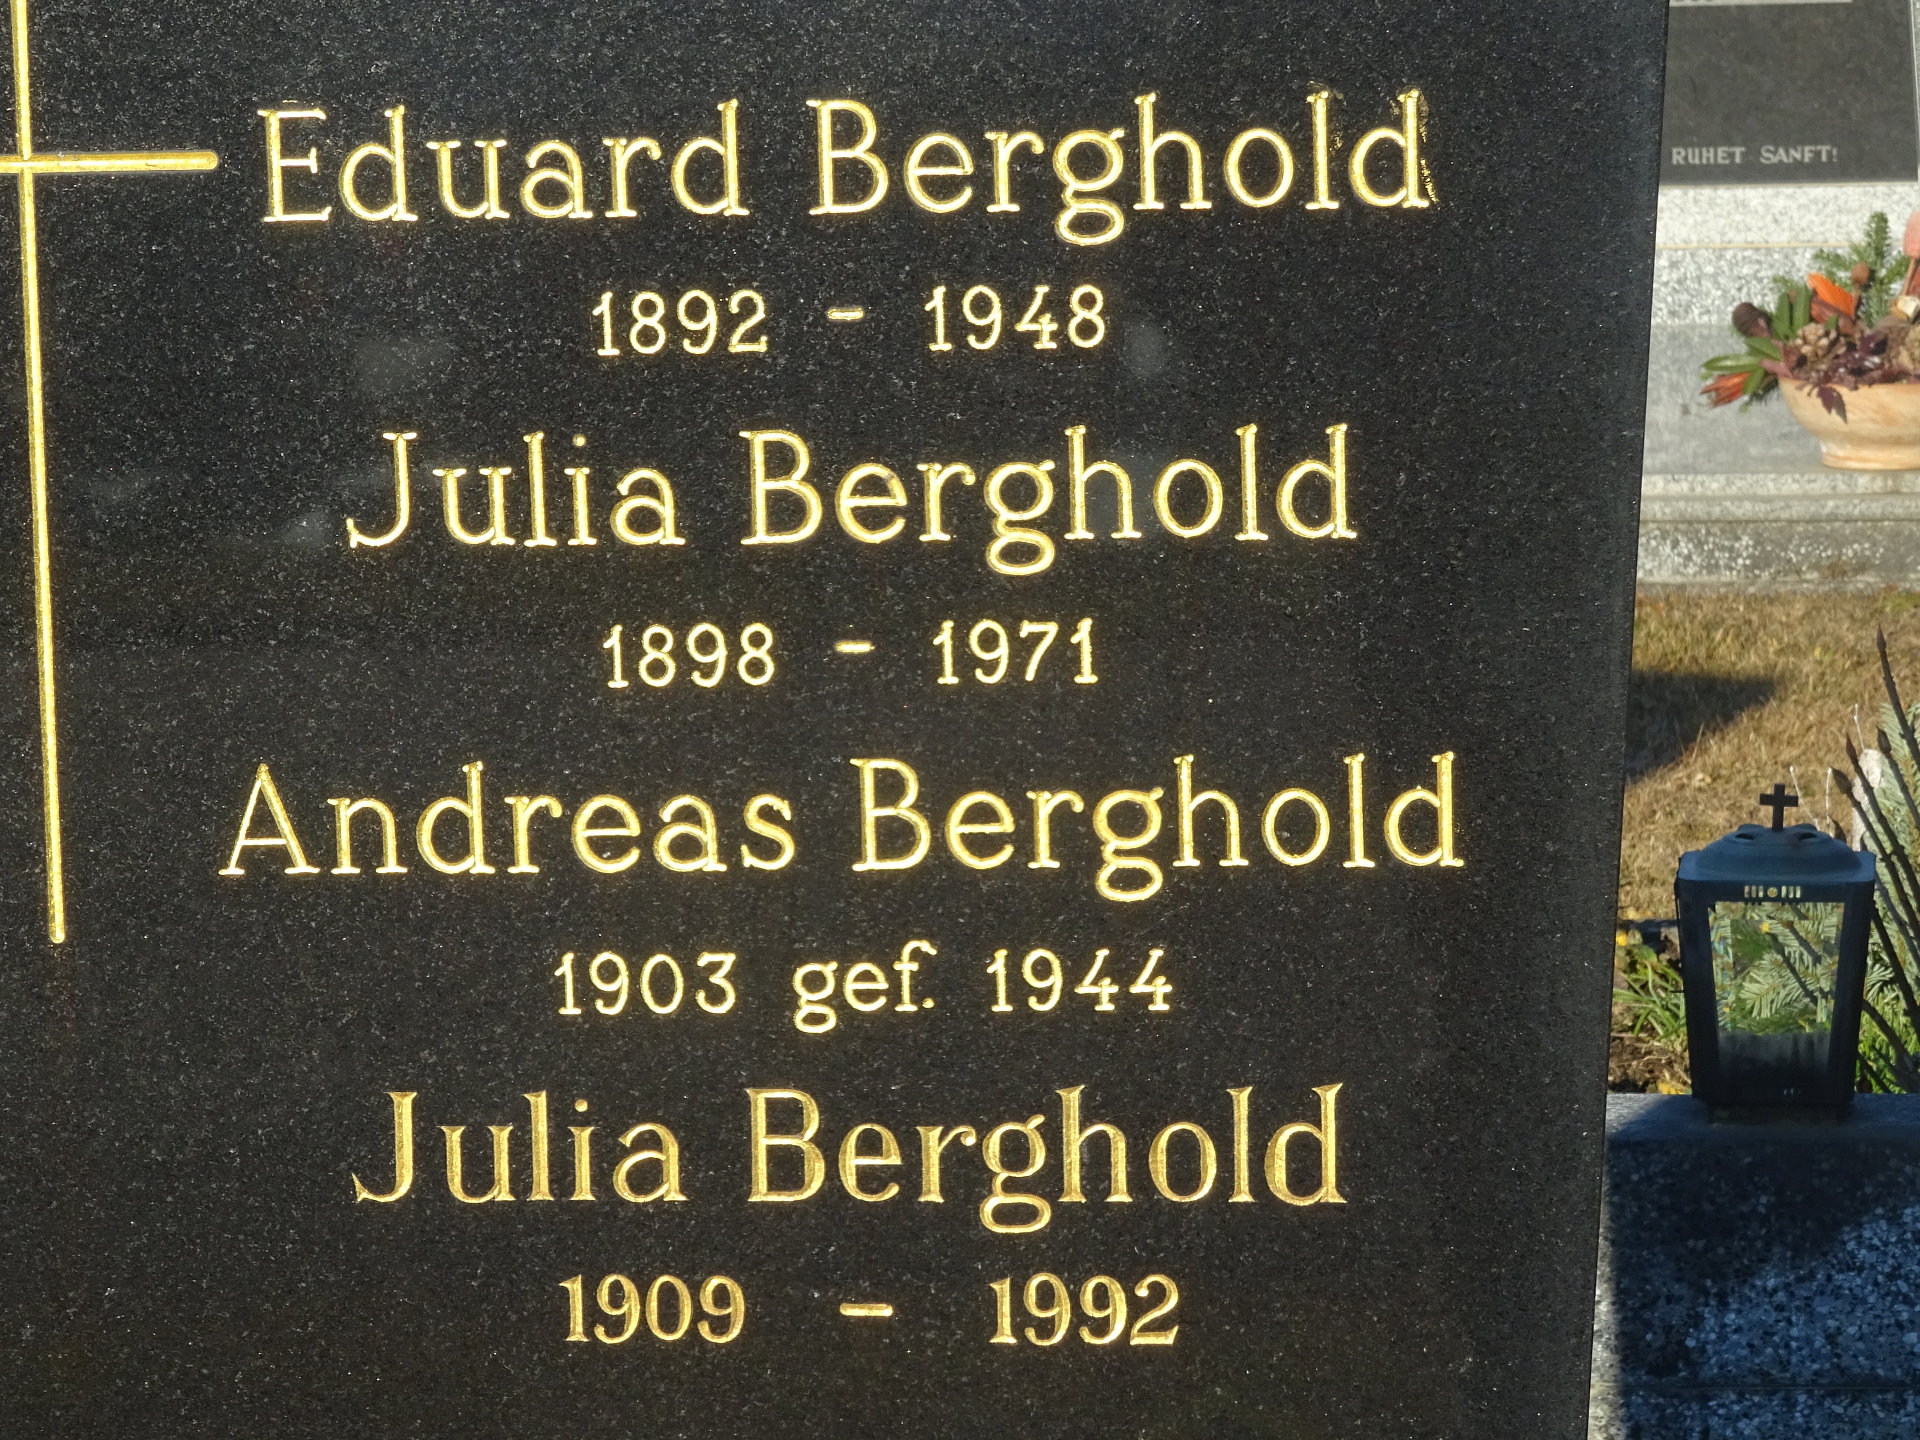 Eduard Berghold
1892 - 1948
Julia Berghold
1898 - 1971
Andreas Berghold
1903 gef. 1944
Julia Berghold
1909 - 1992
RUHET SANFT!